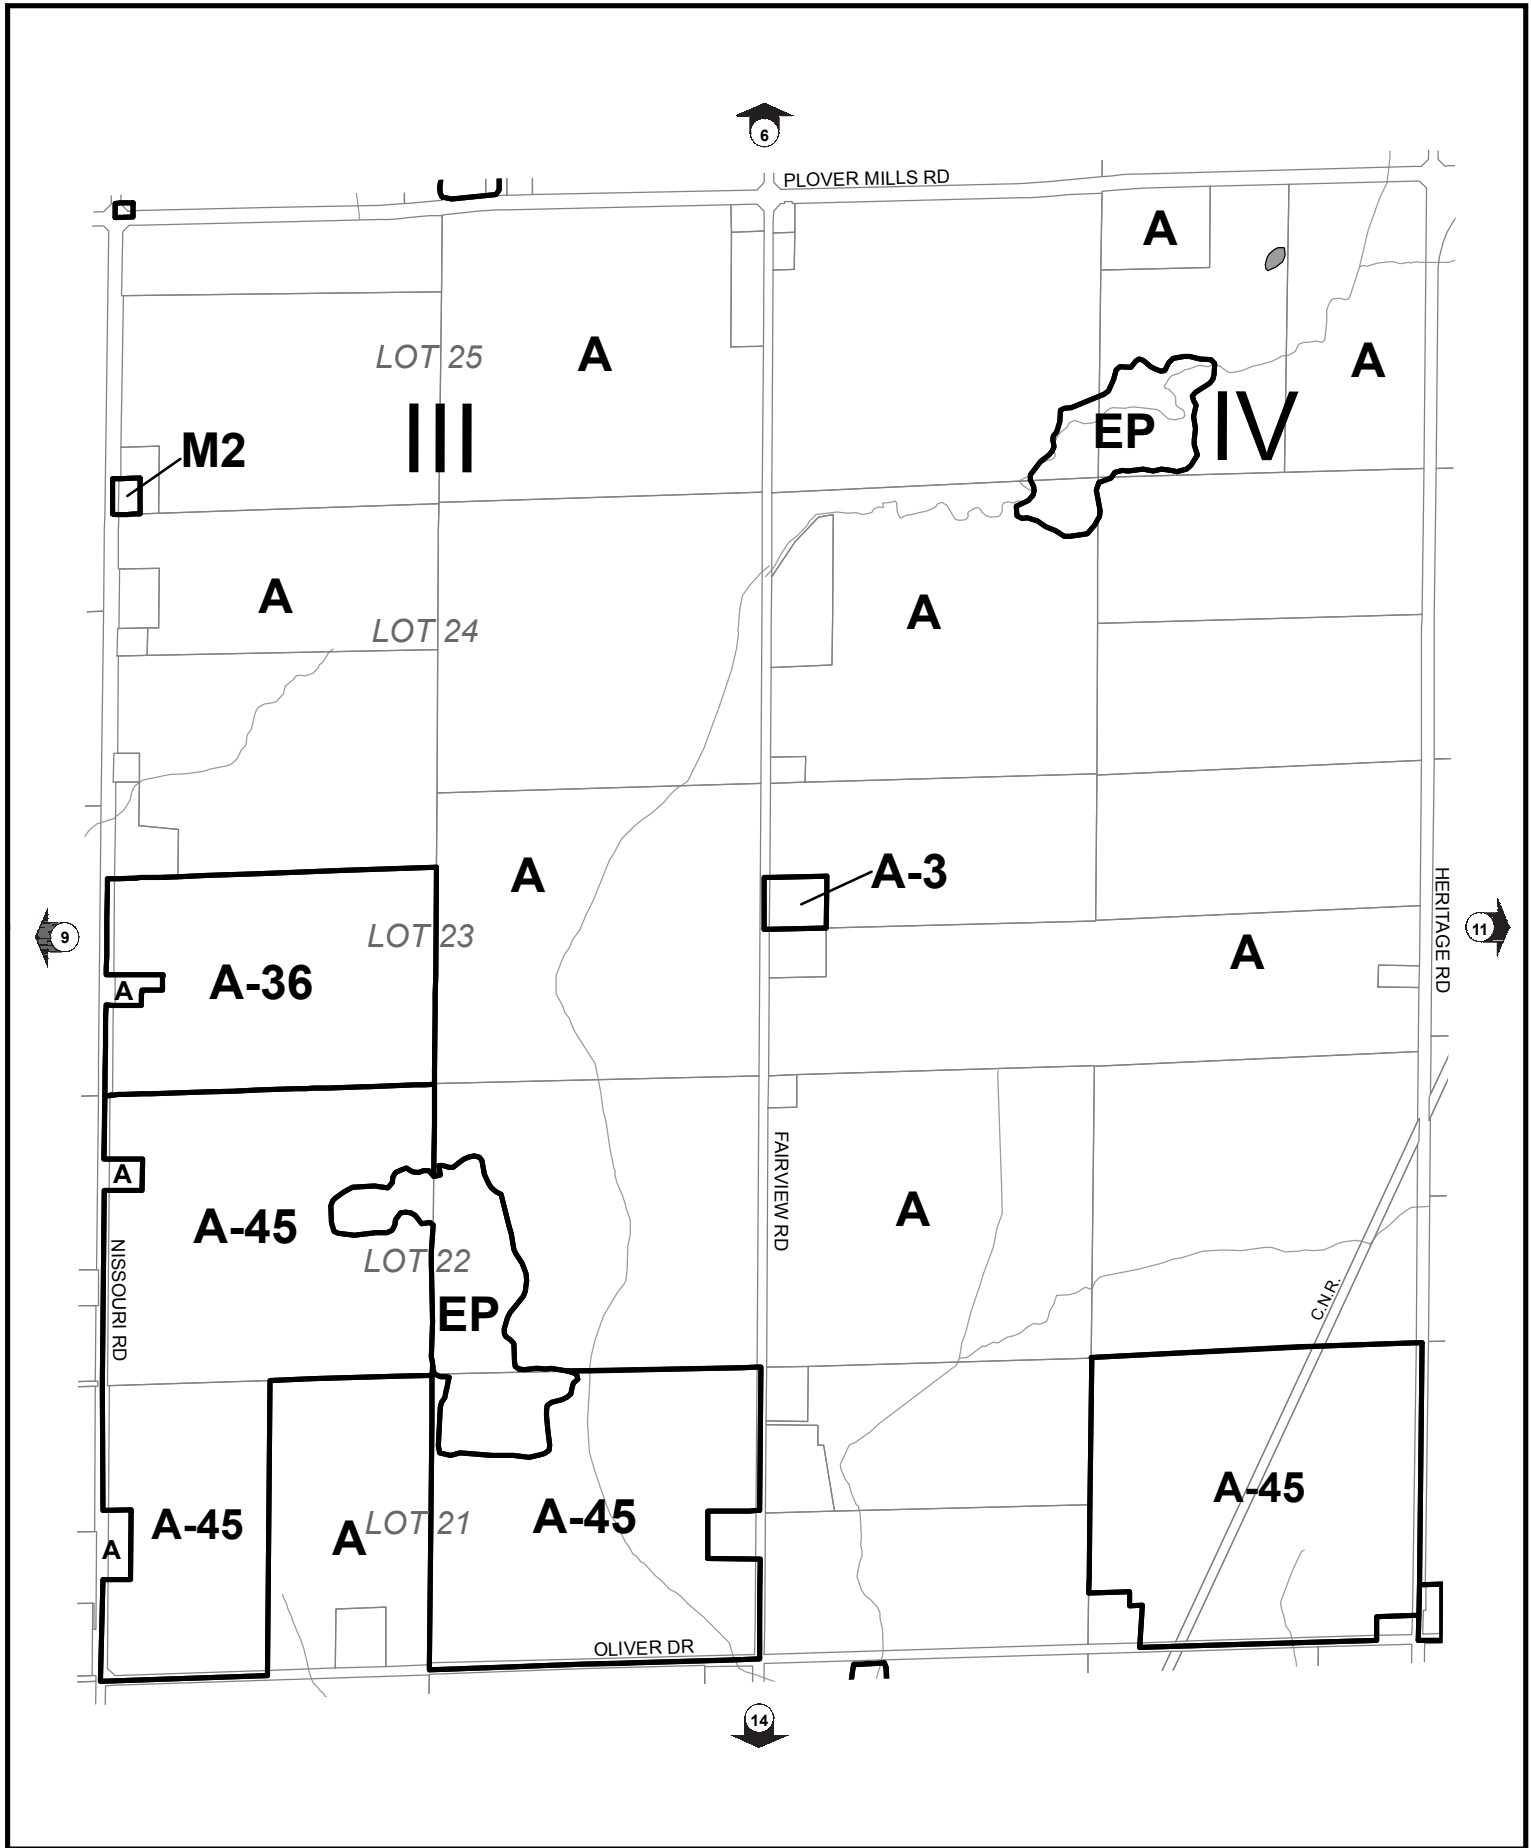 6
PLOVER MILLS RD
A
LOT 25
A
A
III
IV
M2
EP
A
LOT 24
A
A
A-3
HERITAGE RD
9
LOT 23
11
A
A-36
A
FAIRVIEW RD
A
A-45
A
NISSOURI RD
LOT 22
EP
C.N.R.
A-45
A-45
A-45
LOT 21
A
A
OLIVER DR
14